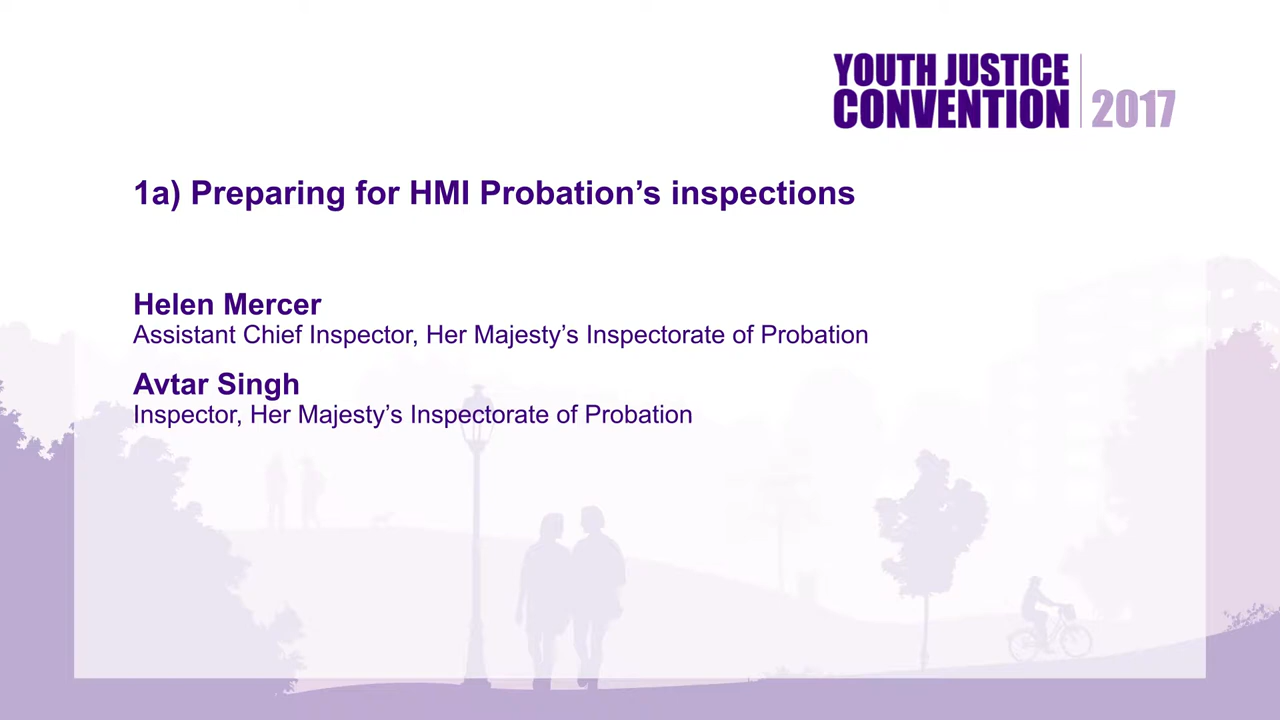 YOUTH JUSTICE
CONVENTION 2017
1a) Preparing for HMI Probation’s inspections
Helen Mercer
Assistant Chief Inspector, Her Majesty’s Inspectorate of Probation
Avtar Singh
Inspector, Her Majesty’s Inspectorate of Probation